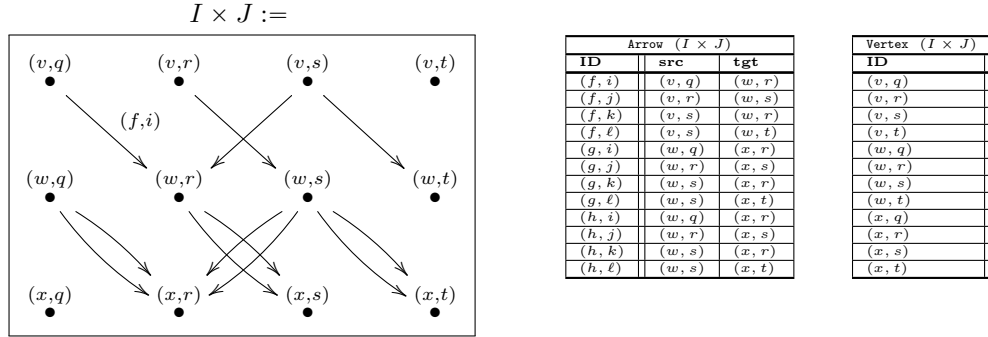 I × J :=
(v,q) (v,r) (v,s) (v,t)
(f,i)
(w,q) (w,r) (w,s) (w,t)
(x,q) (x,r) (x,s) (x,t)
Arrow (I × J)
ID src tgt
(f, i) (v, q) (w, r)
(f, j) (v, r) (w, s)
(f, k) (v, s) (w, r)
(f, ℓ) (v, s) (w, t)
(g, i) (w, q) (x, r)
(g, j) (w, r) (x, s)
(g, k) (w, s) (x, r)
(g, ℓ) (w, s) (x, t)
(h, i) (w, q) (x, r)
(h, j) (w, r) (x, s)
(h, k) (w, s) (x, r)
(h, ℓ) (w, s) (x, t)
Vertex (I × J)
ID
(v, q)
(v, r)
(v, s)
(v, t)
(w, q)
(w, r)
(w, s)
(w, t)
(x, q)
(x, r)
(x, s)
(x, t)